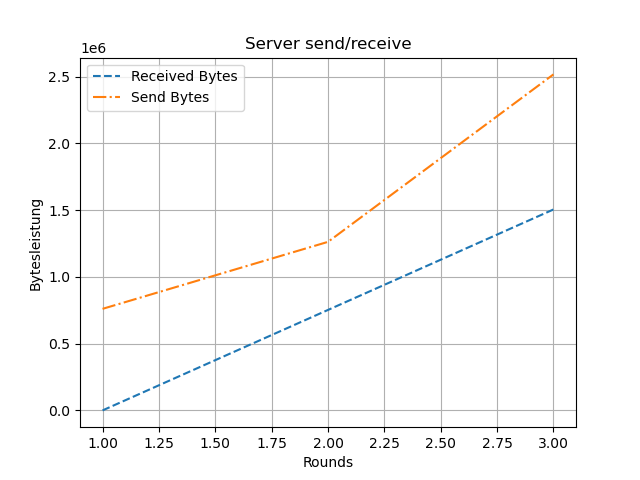 Server send/receive
1e6
Received Bytes
Send Bytes
2.5
2.0
1.5
1.0
0.5
0.0
Bytesleistung
1.00 1.25 1.50 1.75 2.00 2.25 2.50 2.75 3.00
Rounds